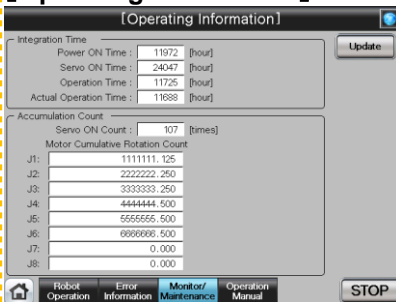 [Operating Information]
Integration Time
Update
Power ON Time : 11972 [hour]
Servo ON Time : 24047 [hour]
Operation Time : 11725 [hour]
Actual Operation Time : 11688 [hour]
Accumulation Count
Servo ON Count : 107 [times]
Motor Cumulative Rotation Count
J1: 1111111.125
J2: 2222222.250
J3: 3333333.250
J4: 4444444.500
J5: 5555555.500
J6: 6666666.500
J7: 0.000
J8: 0.000
Robot Operation
Error Information
Monitor/ Maintenance
Operation Manual
STOP